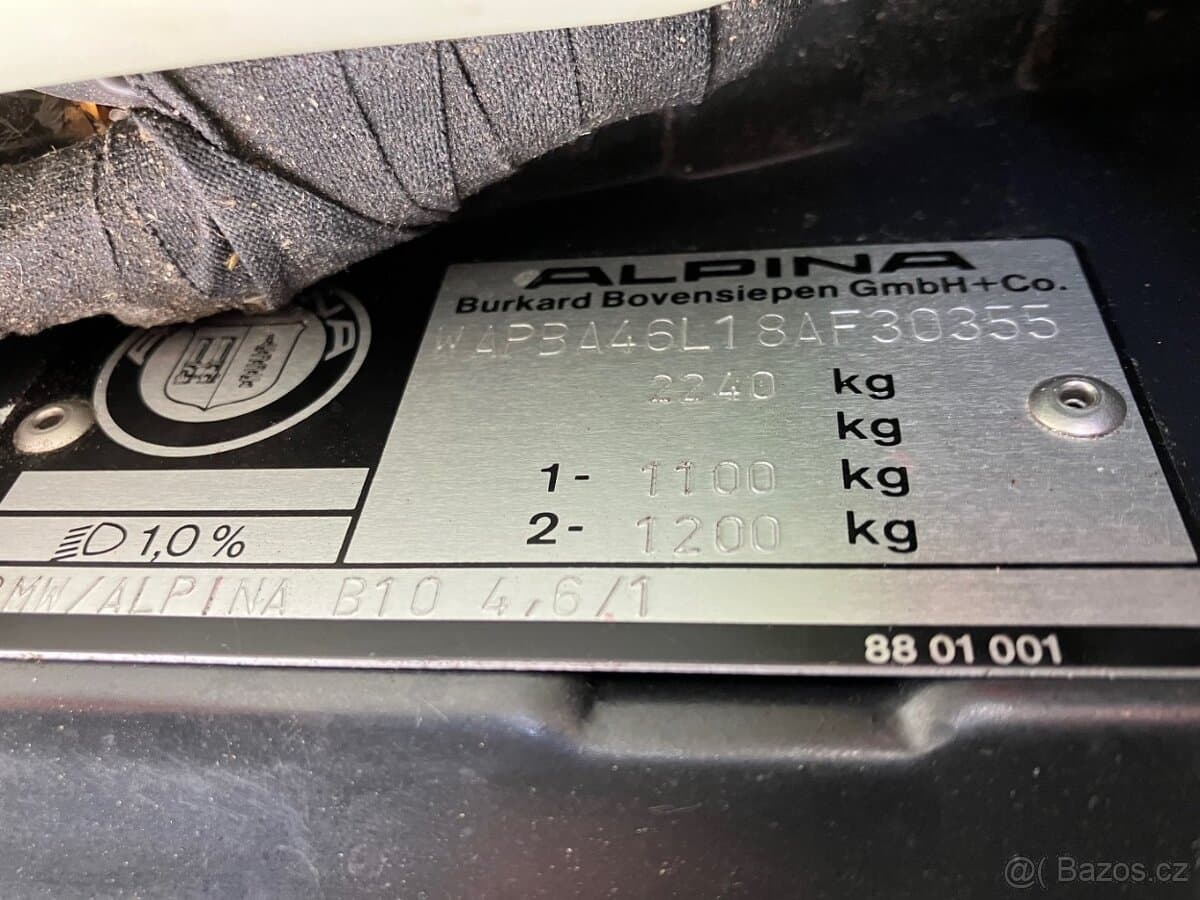 ALPINA
Burkard Bovensiepen GmbH+Co.
WAPBA46L18AF30355
2240 kg
kg
1- 1100 kg
2- 1200 kg
1,0%
BMW/ALPINA B10 4,6/1
88 01 001
@( Bazos.cz